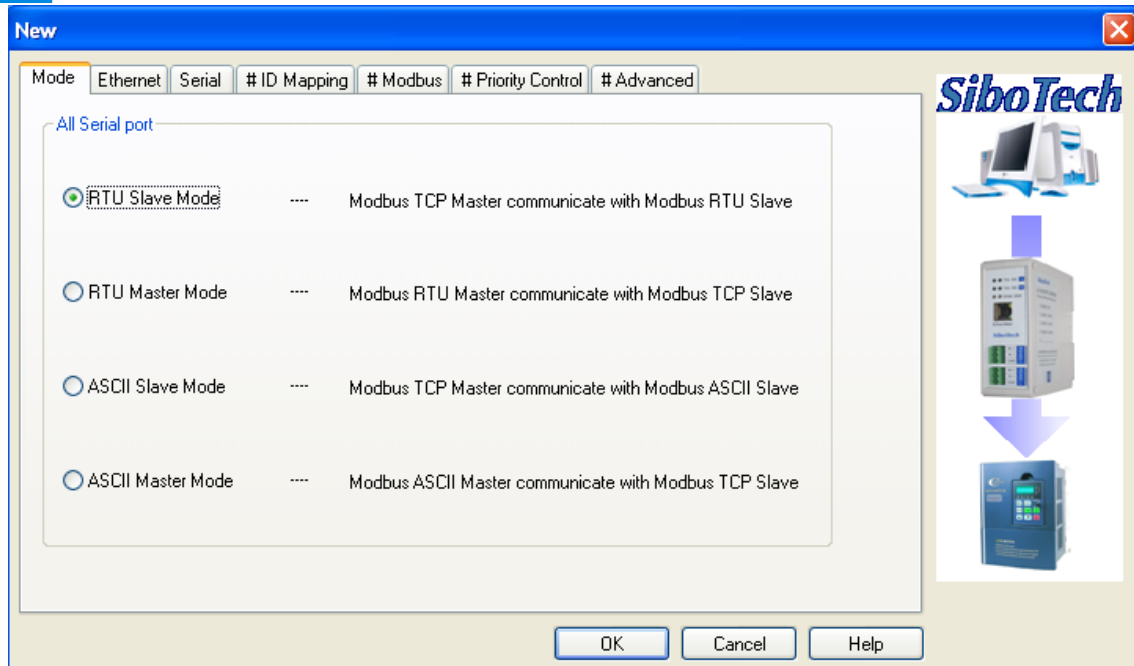 New
Mode Ethernet Serial # ID Mapping # Modbus # Priority Control # Advanced
SiboTech
All Serial port
RTU Slave Mode ---- Modbus TCP Master communicate with Modbus RTU Slave
RTU Master Mode ---- Modbus RTU Master communicate with Modbus TCP Slave
ASCII Slave Mode ---- Modbus TCP Master communicate with Modbus ASCII Slave
ASCII Master Mode ---- Modbus ASCII Master communicate with Modbus TCP Slave
OK Cancel Help